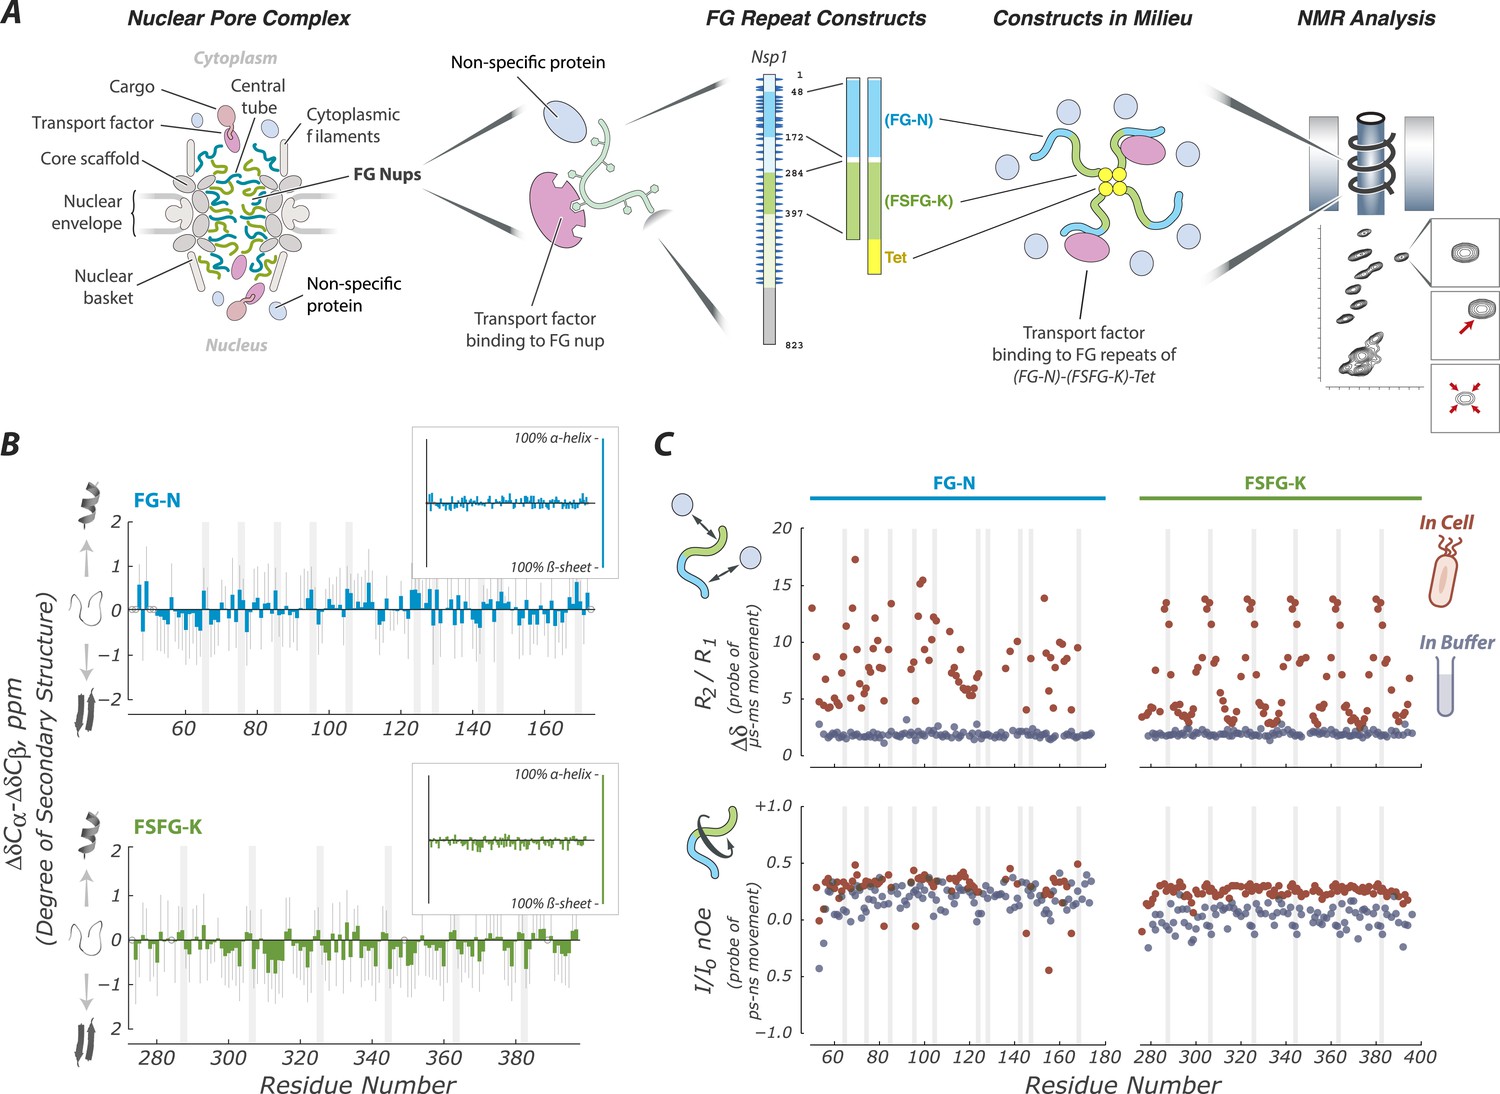 A
Nuclear Pore Complex
FG Repeat Constructs
Constructs in Milieu
NMR Analysis
Cytoplasm
Cargo
Central
tube
Transport factor
Cytoplasmic
filaments
Core scaffold
FG Nups
Nuclear
envelope
Nuclear
basket
Non-specific
protein
Nucleus
Non-specific protein
Transport factor
binding to FG nup
Nsp1
1
48
172
284
397
823
(FG-N)
(FSFG-K)
Tet
Transport factor
binding to FG repeats of
(FG-N)-(FSFG-K)-Tet
B
ΔδCα-ΔδCβ, ppm
(Degree of Secondary Structure)
FG-N
100% α-helix -
100% ß-sheet -
2
1
0
−1
−2
60 80 100 120 140 160
FSFG-K
100% α-helix -
100% ß-sheet -
2
1
0
−1
2
280 300 320 340 360 380
Residue Number
C
FG-N
FSFG-K
In Cell
In Buffer
R2 / R1
Δδ (probe of
µs-ms movement)
20
15
10
5
0
I/Io nOe
(probe of
ps-ns movement)
+1.0
0.5
0.0
0.5
−1.0
60 80 100 120 140 160 180
280 300 320 340 360 380 400
Residue Number